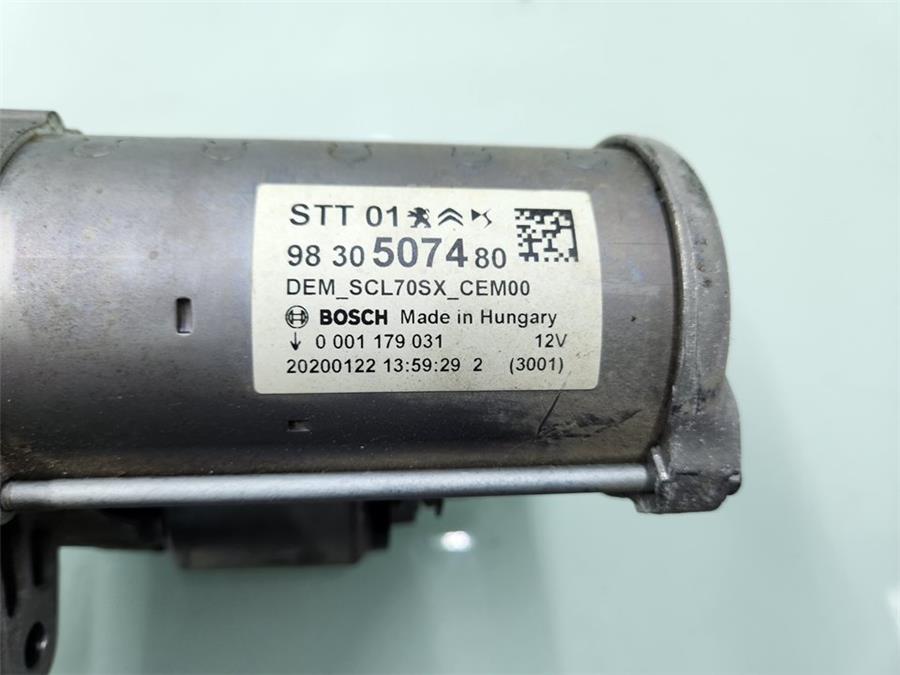 STT 01
98 30 5074 80
DEM_SCL70SX_CEM00
BOSCH Made in Hungary
↓ 0 001 179 031 12V
20200122 13:59:29 2 (3001)